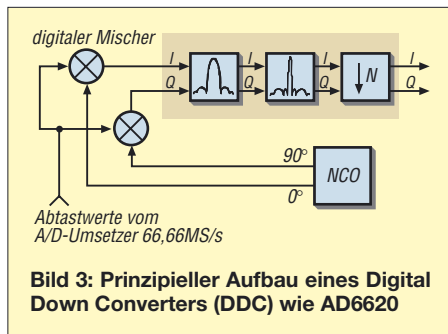 digitaler Mischer
I I I I
Q Q Q ↓N Q
90°
0°
NCO
Abtastwerte vom
A/D-Umsetzer 66,66MS/s
Bild 3: Prinzipieller Aufbau eines Digital
Down Converters (DDC) wie AD6620